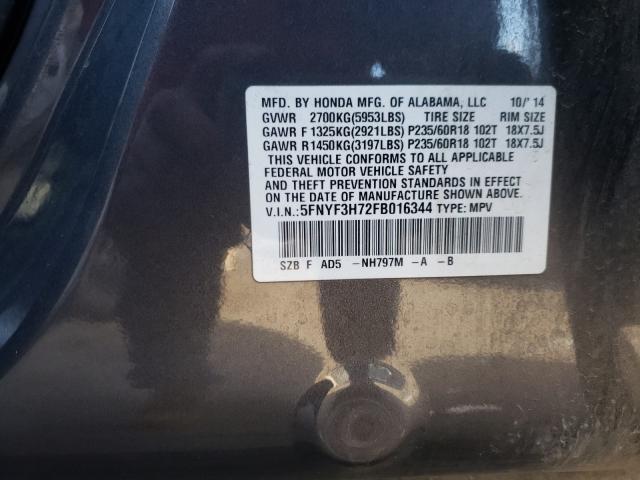 MFD. BY HONDA MFG. OF ALABAMA, LLC 10/'14
GVWR 2700KG(5953LBS) TIRE SIZE RIM SIZE
GAWR F 1325KG(2921LBS) P235/60R18 102T 18X7.5J
GAWR R1450KG(3197LBS) P235/60R18 102T 18X7.5J
THIS VEHICLE CONFORMS TO ALL APPLICABLE
FEDERAL MOTOR VEHICLE SAFETY
AND THEFT PREVENTION STANDARDS IN EFFECT
ON THE DATE OF MANUFACTURE SHOWN ABOVE.
V.I.N.:5FNYF3H72FB016344 TYPE: MPV
SZB F AD5 -NH797M -A -B